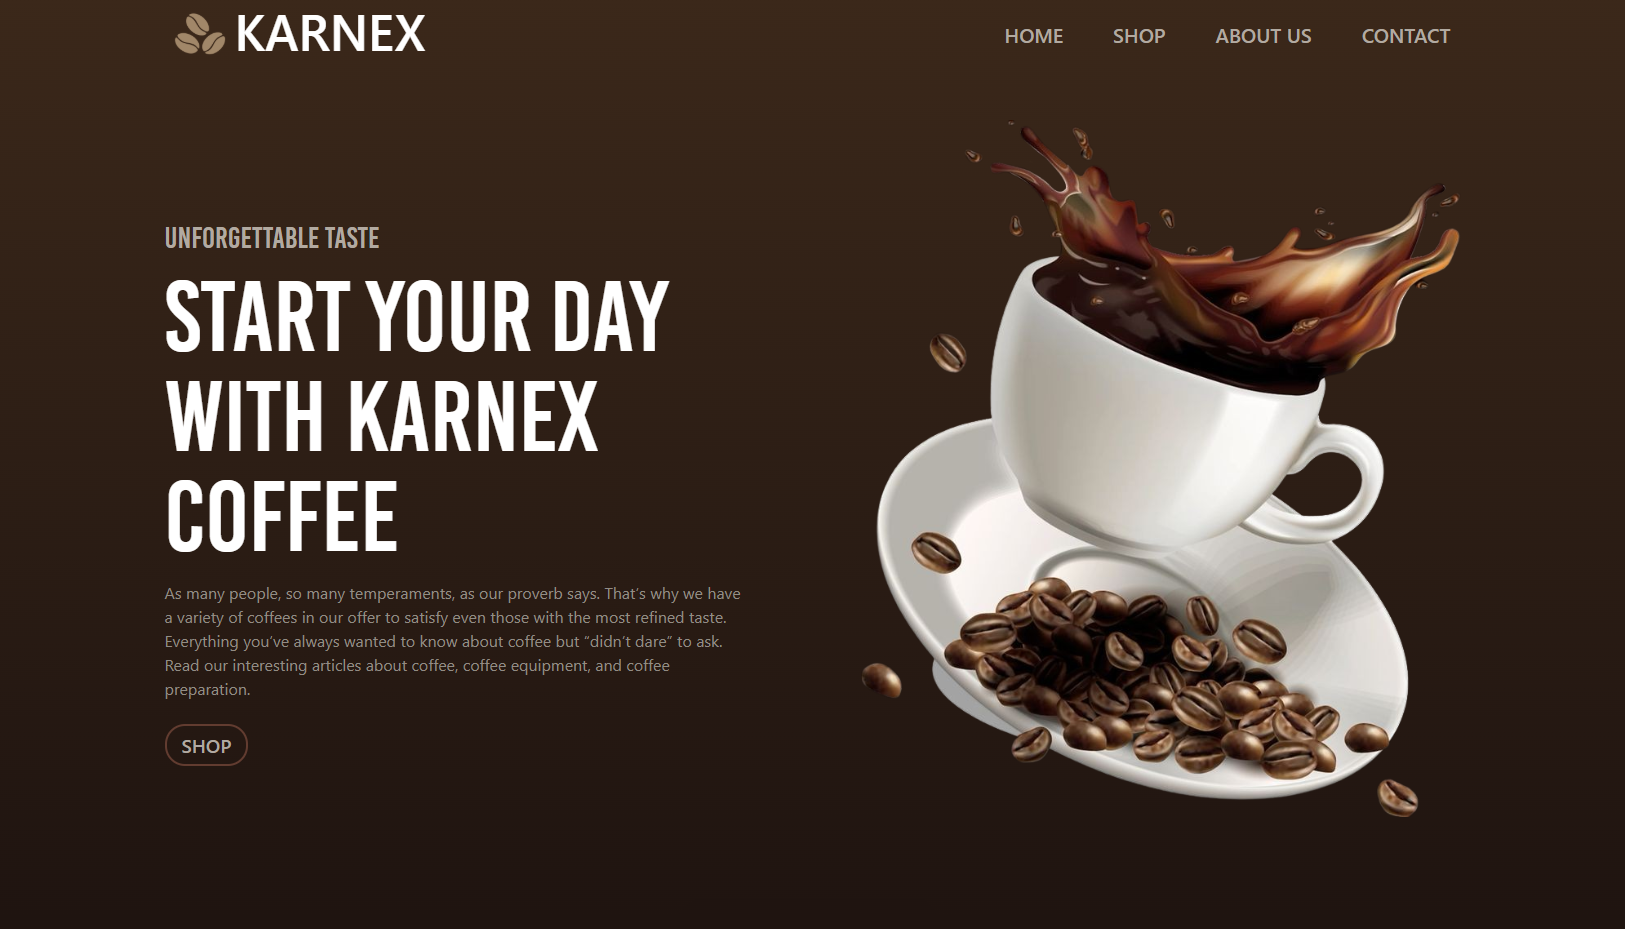 KARNEX
HOME SHOP ABOUT US CONTACT
UNFORGETTABLE TASTE
START YOUR DAY
WITH KARNEX
COFFEE
As many people, so many temperaments, as our proverb says. That’s why we have
a variety of coffees in our offer to satisfy even those with the most refined taste.
Everything you’ve always wanted to know about coffee but “didn’t dare” to ask.
Read our interesting articles about coffee, coffee equipment, and coffee
preparation.
SHOP